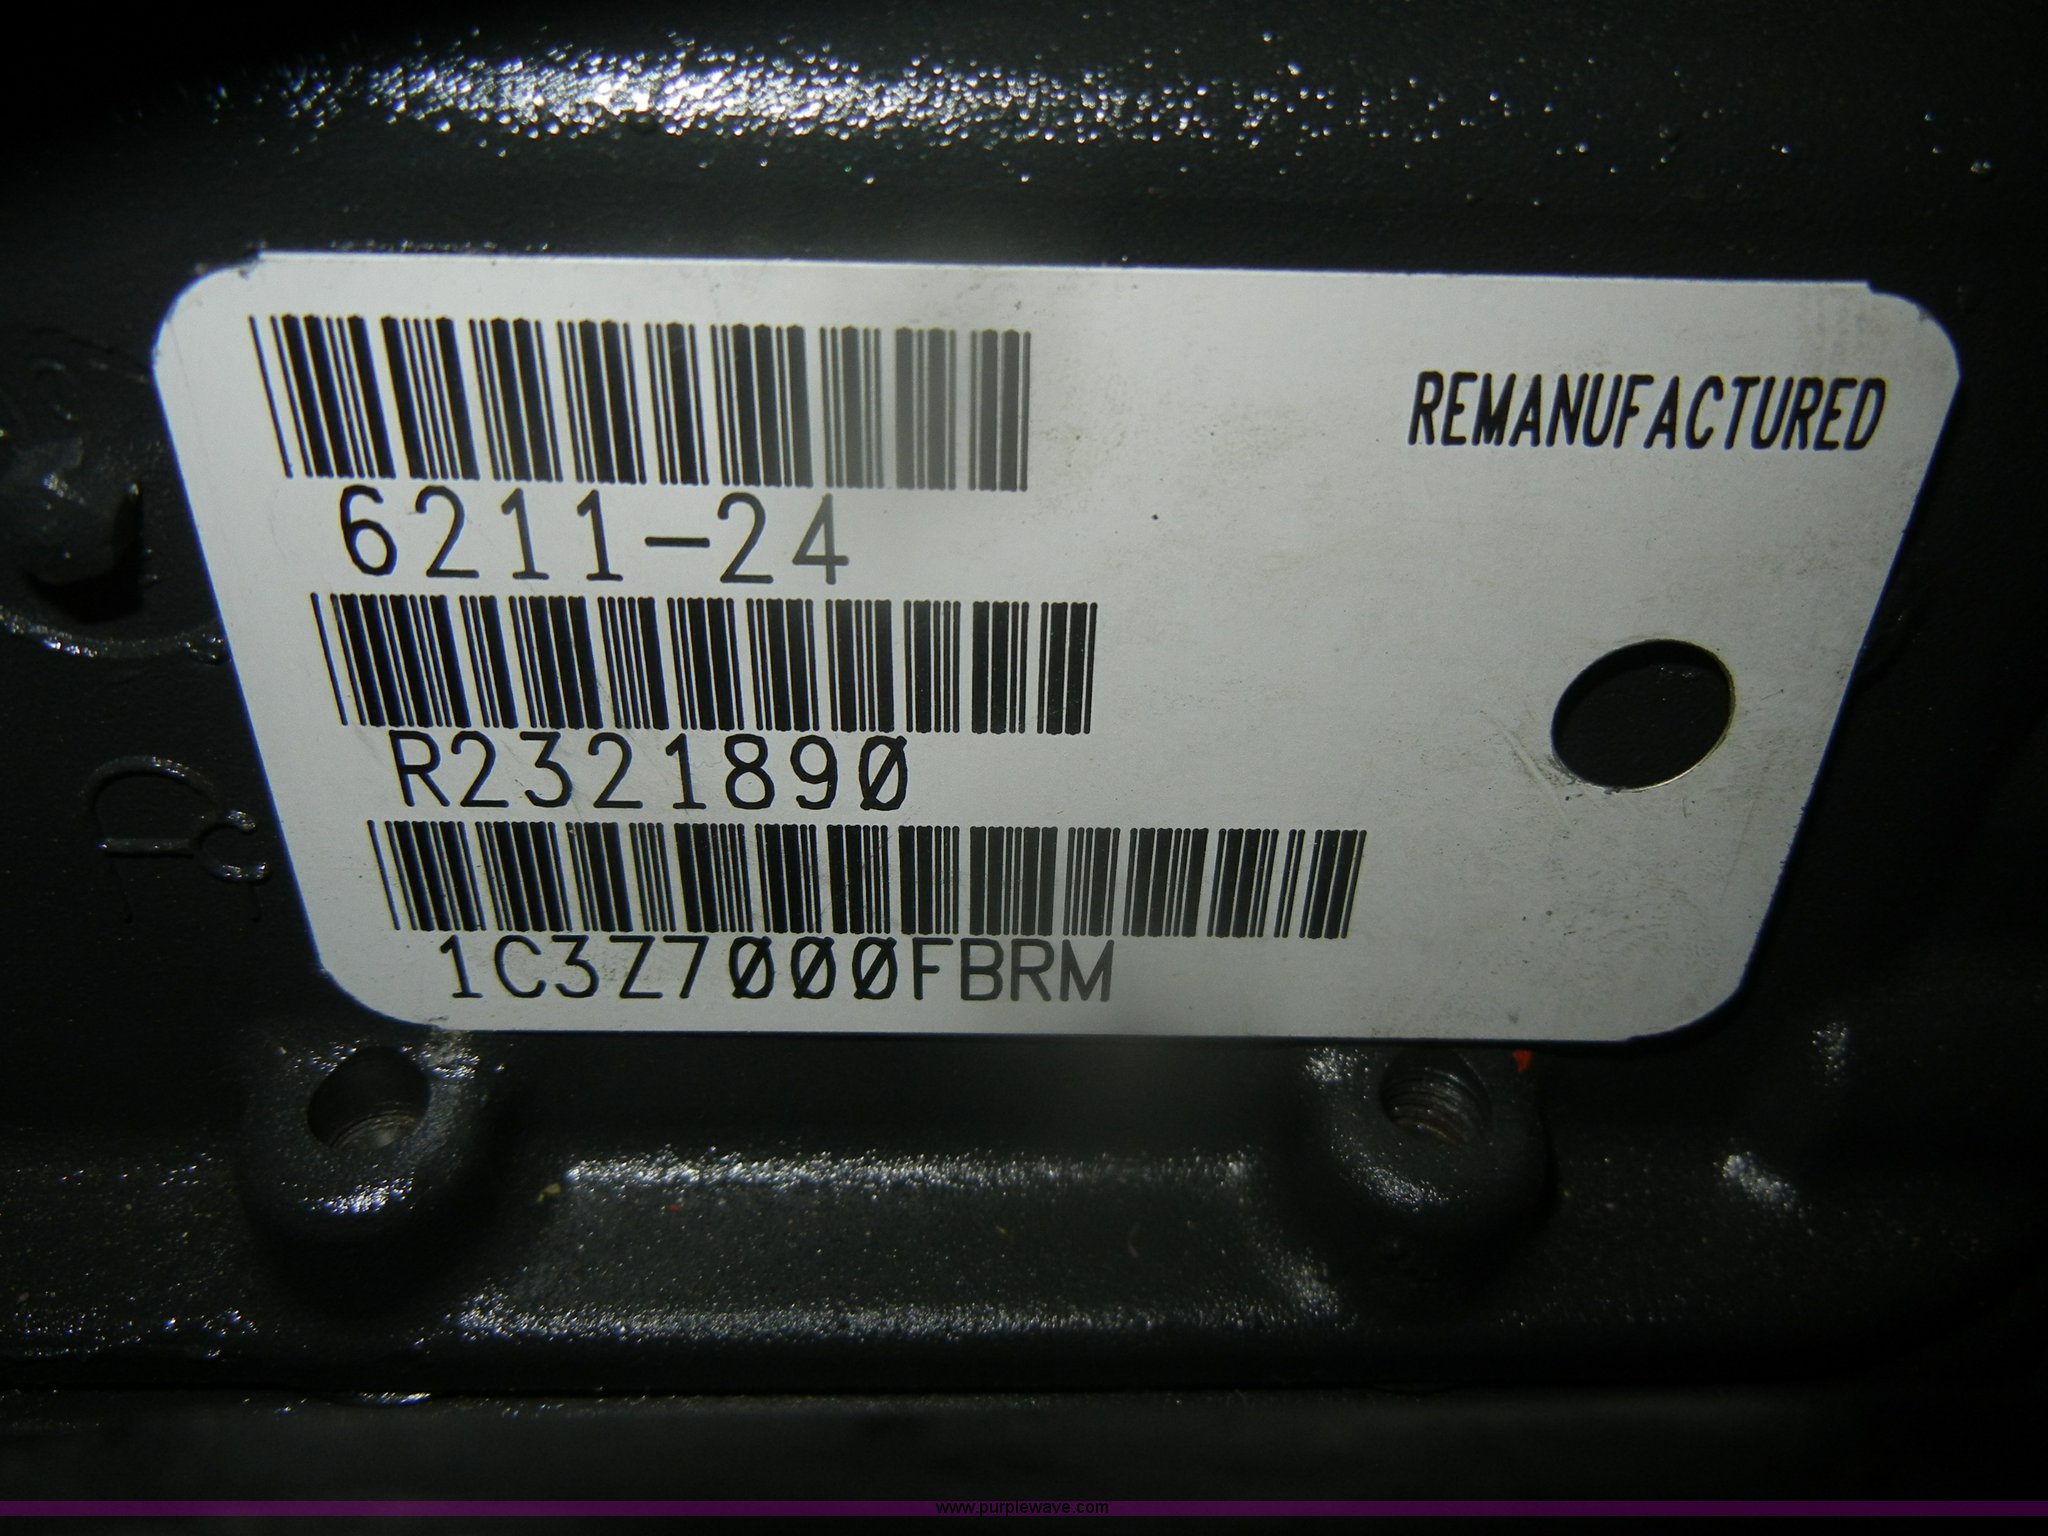 REMANUFACTURED
6211-24
R2321890
1C3Z7000FBRM
www.purplewave.com